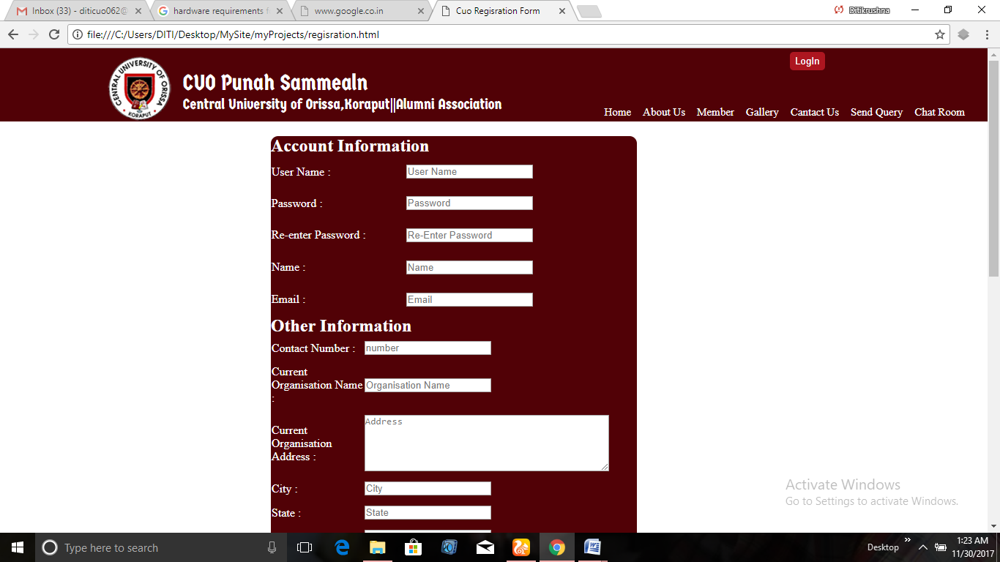 Inbox (33) - diticuo062@
hardware requirements f
www.google.co.in
Cuo Regisration Form
Ditikrushna
file:///C:/Users/DITI/Desktop/MySite/myProjects/regisration.html
CENTRAL UNIVERSITY OF ORISSA
KORAPUT
LogIn
CUO Punah Sammealn
Central University of Orissa,Koraput||Alumni Association
Home About Us Member Gallery Cantact Us Send Query Chat Room
Account Information
User Name : User Name
Password : Password
Re-enter Password : Re-Enter Password
Name : Name
Email : Email
Other Information
Contact Number : number
Current
Organisation Name Organisation Name
:
Address
Current
Organisation
Address :
City : City
State : State
Activate Windows
Go to Settings to activate Windows.
Type here to search
Desktop
1:23 AM
11/30/2017